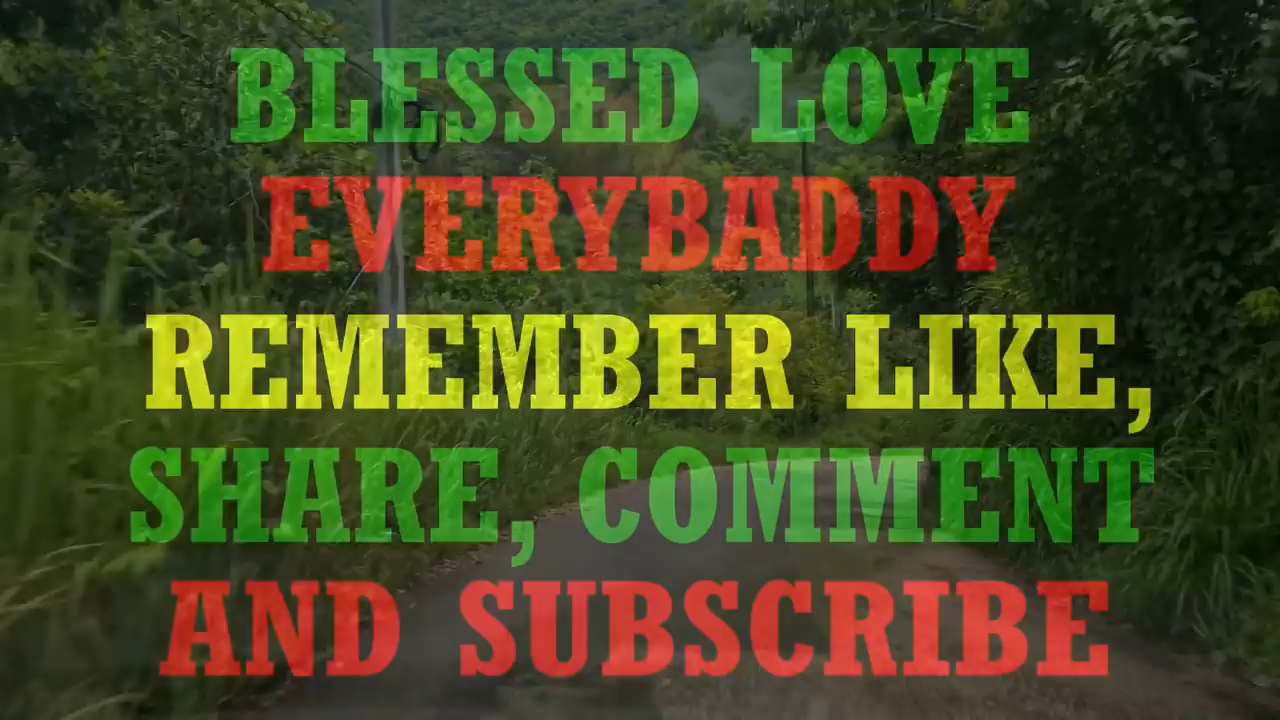 BLESSED LOVE
EVERYBADDY
REMEMBER LIKE,
SHARE, COMMENT
AND SUBSCRIBE